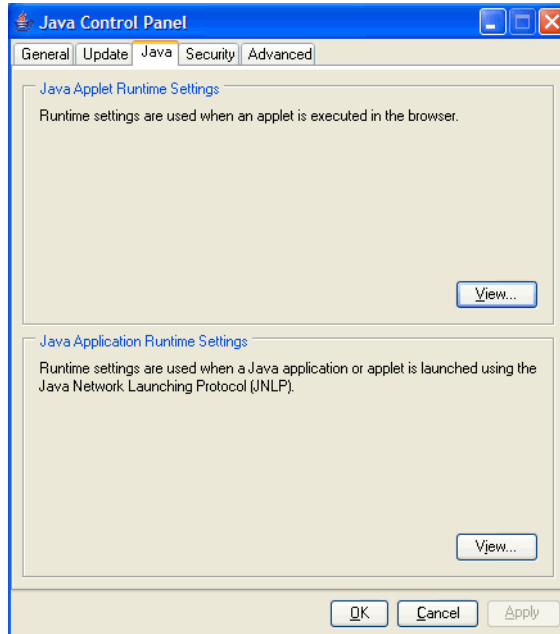 Java Control Panel
General Update Java Security Advanced
Java Applet Runtime Settings
Runtime settings are used when an applet is executed in the browser.
View...
Java Application Runtime Settings
Runtime settings are used when a Java application or applet is launched using the
Java Network Launching Protocol (JNLP).
View...
OK Cancel Apply